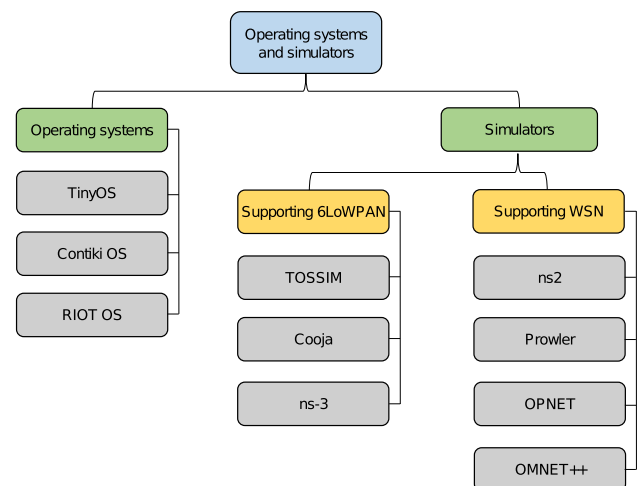 Operating systems
and simulators
Operating systems
Simulators
TinyOS
Contiki OS
RIOT OS
Supporting 6LoWPAN
TOSSIM
Cooja
ns-3
Supporting WSN
ns2
Prowler
OPNET
OMNET++